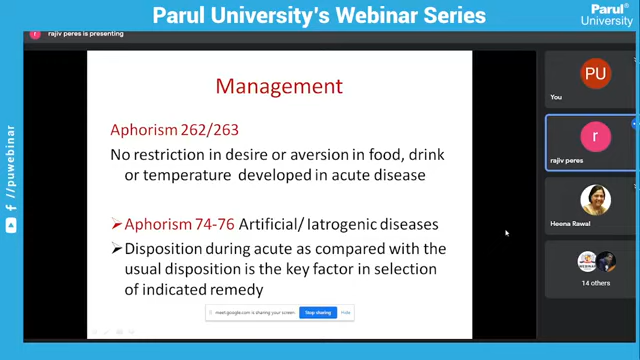 Parul University's Webinar Series
Parul®
University
r rajiv peres is presenting
Management
Aphorism 262/263
No restriction in desire or aversion in food, drink
or temperature developed in acute disease
Aphorism 74-76 Artificial/ Iatrogenic diseases
Disposition during acute as compared with the
usual disposition is the key factor in selection
of indicated remedy
meet.google.com is sharing your screen. Stop sharing Hide
PU
You
r
rajiv peres
Heena Rawal
14 others
/puwebinar